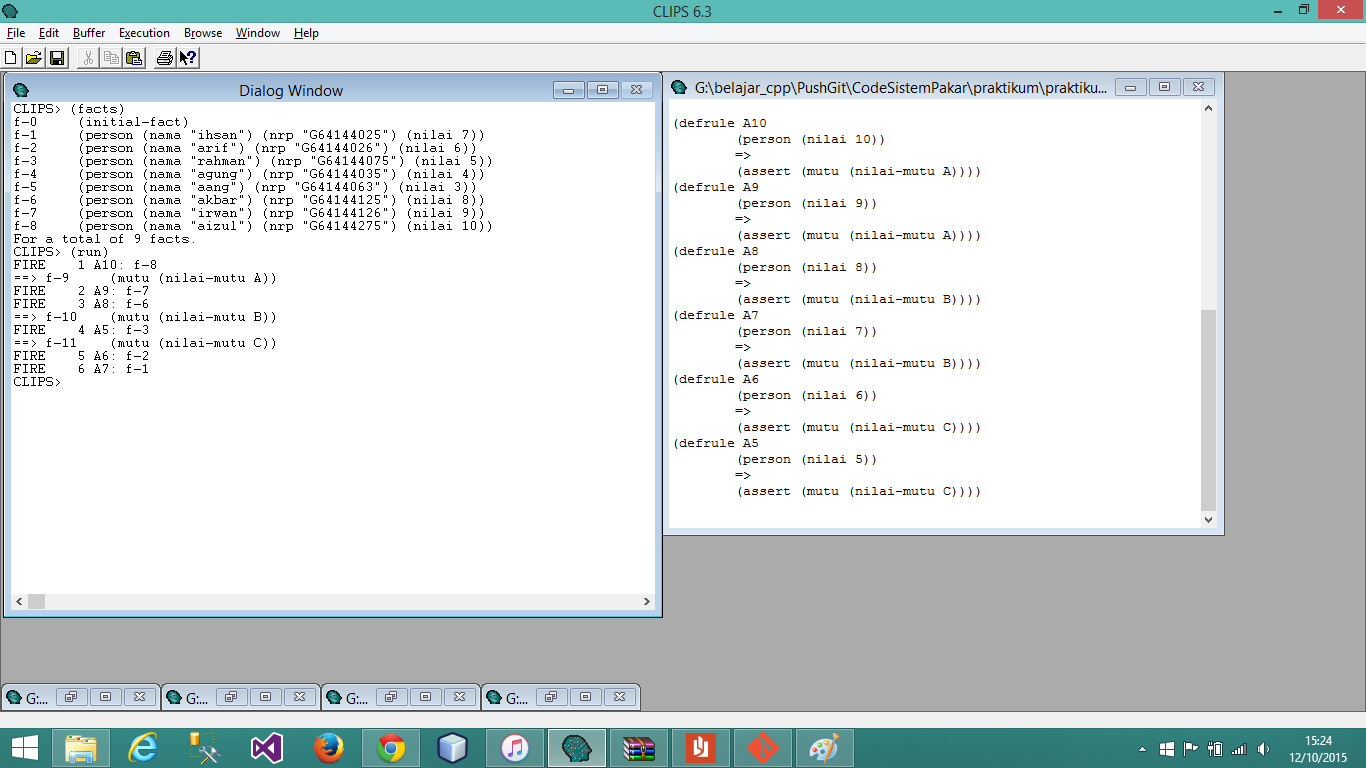 CLIPS 6.3
File Edit Buffer Execution Browse Window Help
Dialog Window
CLIPS> (facts)
f-0 (initial-fact)
f-1 (person (nama "ihsan") (nrp "G64144025") (nilai 7))
f-2 (person (nama "arif") (nrp "G64144026") (nilai 6))
f-3 (person (nama "rahman") (nrp "G64144075") (nilai 5))
f-4 (person (nama "agung") (nrp "G64144035") (nilai 4))
f-5 (person (nama "aang") (nrp "G64144063") (nilai 3))
f-6 (person (nama "akbar") (nrp "G64144125") (nilai 8))
f-7 (person (nama "irwan") (nrp "G64144126") (nilai 9))
f-8 (person (nama "aizul") (nrp "G64144275") (nilai 10))
For a total of 9 facts.
CLIPS> (run)
FIRE 1 A10: f-8
==> f-9 (mutu (nilai-mutu A))
FIRE 2 A9: f-7
FIRE 3 A8: f-6
==> f-10 (mutu (nilai-mutu B))
FIRE 4 A5: f-3
==> f-11 (mutu (nilai-mutu C))
FIRE 5 A6: f-2
FIRE 6 A7: f-1
CLIPS>
G:\belajar_cpp\PushGit\CodeSistemPakar\praktikum\praktiku...
(defrule A10
(person (nilai 10))
=>
(assert (mutu (nilai-mutu A))))
(defrule A9
(person (nilai 9))
=>
(assert (mutu (nilai-mutu A))))
(defrule A8
(person (nilai 8))
=>
(assert (mutu (nilai-mutu B))))
(defrule A7
(person (nilai 7))
=>
(assert (mutu (nilai-mutu B))))
(defrule A6
(person (nilai 6))
=>
(assert (mutu (nilai-mutu C))))
(defrule A5
(person (nilai 5))
=>
(assert (mutu (nilai-mutu C))))
G:... G:... G:... G:...
15:24
12/10/2015